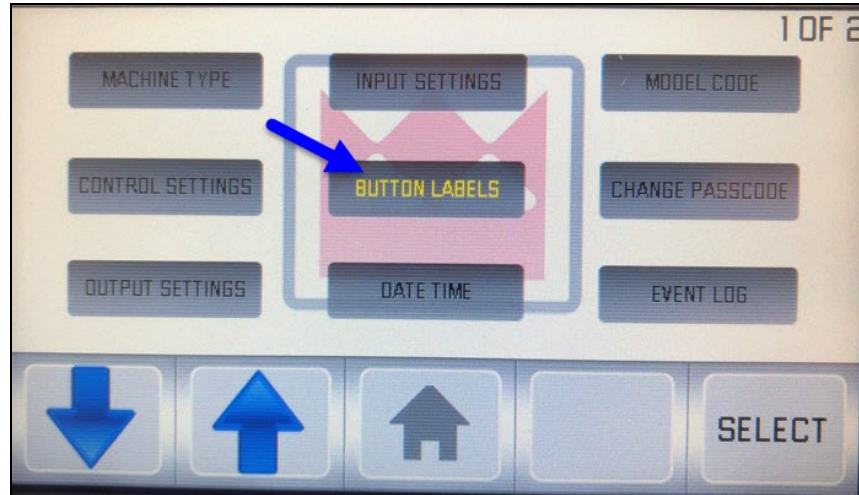 1 OF 2
MACHINE TYPE
INPUT SETTINGS
MODEL CODE
CONTROL SETTINGS
BUTTON LABELS
CHANGE PASSCODE
OUTPUT SETTINGS
DATE TIME
EVENT LOG
SELECT